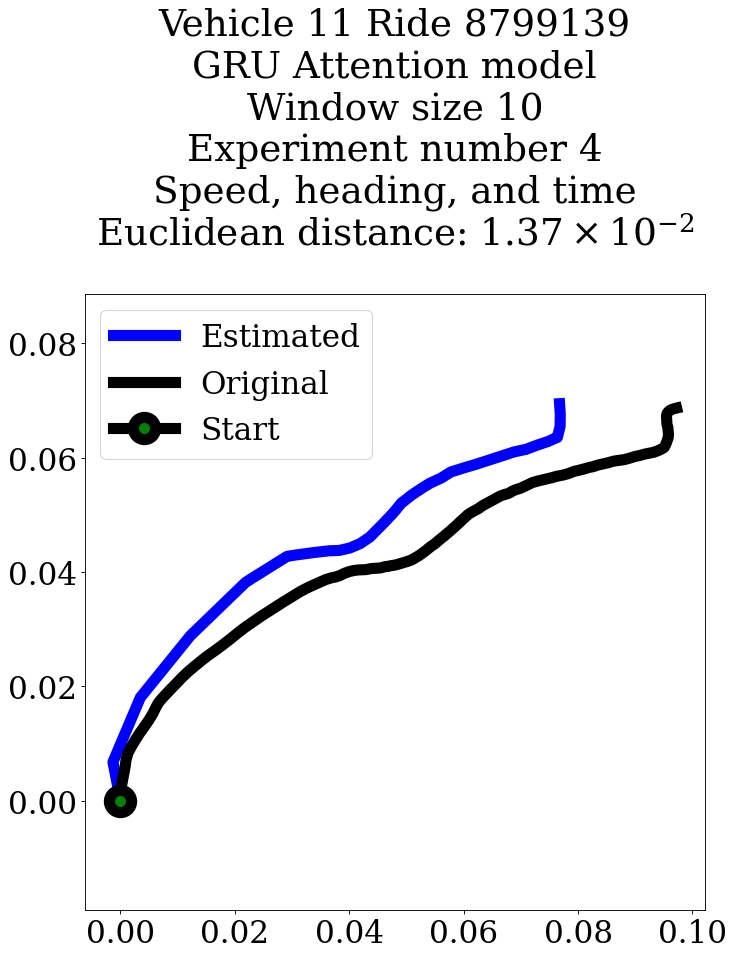 Vehicle 11 Ride 8799139
GRU Attention model
Window size 10
Experiment number 4
Speed, heading, and time
Euclidean distance: 1.37 × 10⁻²
Estimated
Original
Start
0.08
0.06
0.04
0.02
0.00
0.00 0.02 0.04 0.06 0.08 0.10